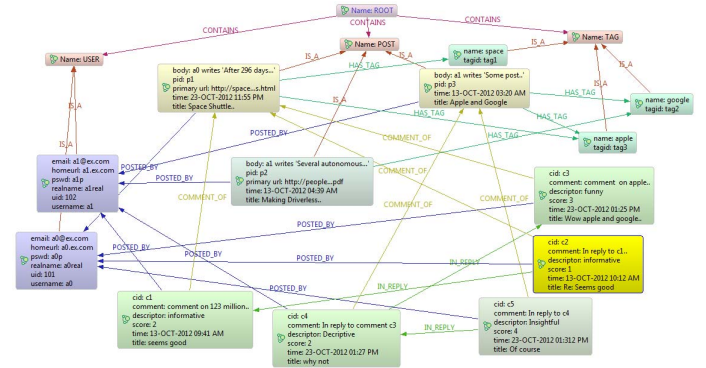 Name: ROOT
CONTAINS
CONTAINS
CONTAINS
Name: USER
Name: POST
Name: TAG
IS_A
IS_A
IS_A
IS_A
IS_A
IS_A
IS_A
IS_A
name: space
tagid: tag1
HAS_TAG
HAS_TAG
HAS_TAG
HAS_TAG
HAS_TAG
body: a0 writes 'After 296 days...'
pid: p1
primary url: http://space...s.html
time: 23-OCT-2012 11:55 PM
title: Space Shuttle..
body: a1 writes 'Some post..'
pid: p3
time: 13-OCT-2012 03:20 AM
title: Apple and Google
name: google
tagid: tag2
name: apple
tagid: tag3
COMMENT_OF
COMMENT_OF
COMMENT_OF
COMMENT_OF
POSTED_BY
POSTED_BY
POSTED_BY
POSTED_BY
POSTED_BY
POSTED_BY
POSTED_BY
POSTED_BY
email: a1@ex.com
homeurl: a1.ex.com
pswd: a1p
realname: a1real
uid: 102
username: a1
body: a1 writes 'Several autonomous...'
pid: p2
primary url: http://people...pdf
time: 13-OCT-2012 04:39 AM
title: Making Driverless..
cid: c3
comment: comment on apple..
descriptor: funny
score: 3
time: 23-OCT-2012 01:25 PM
title: Wow apple and google..
email: a0@ex.com
homeurl: a0.ex.com
pswd: a0p
realname: a0real
uid: 101
username: a0
cid: c2
comment: In reply to c1..
descriptor: informative
score: 1
time: 13-OCT-2012 10:12 AM
title: Re: Seems good
IN_REPLY
IN_REPLY
cid: c1
comment: comment on 123 million..
descriptor: informative
score: 2
time: 13-OCT-2012 09:41 AM
title: seems good
cid: c4
comment: In reply to comment c3
descriptor: Decriptive
score: 2
time: 23-OCT-2012 01:27 PM
title: why not
cid: c5
comment: In reply to c4
descriptor: Insightful
score: 4
time: 23-OCT-2012 01:312 PM
title: Of course